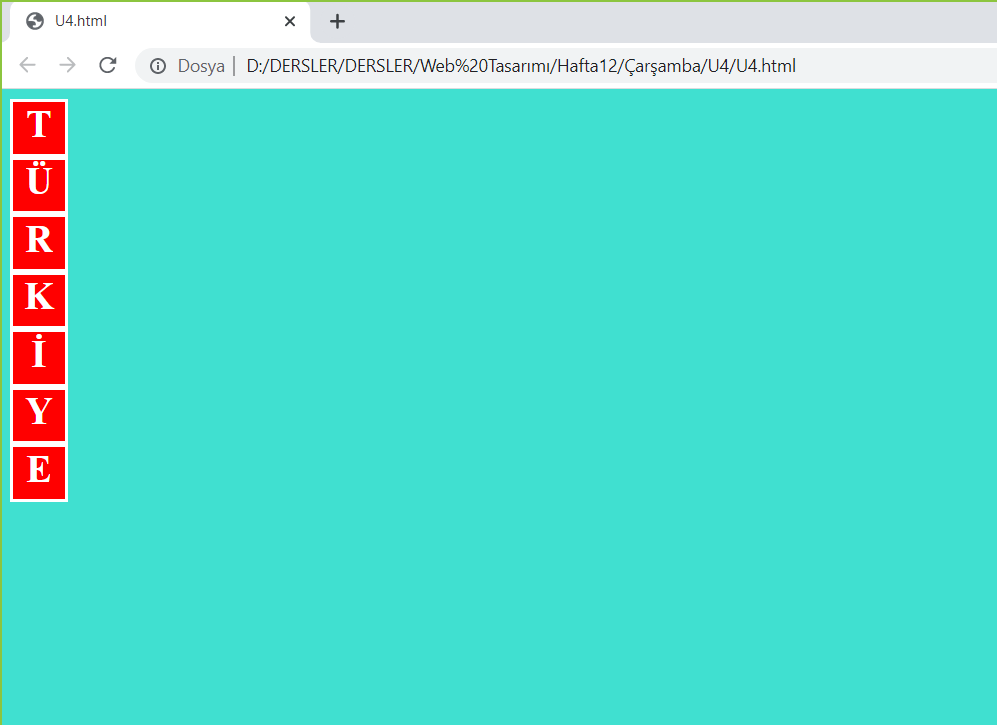 U4.html
Dosya | D:/DERSLER/DERSLER/Web%20Tasarımı/Hafta12/Çarşamba/U4/U4.html
T
Ü
R
K
İ
Y
E